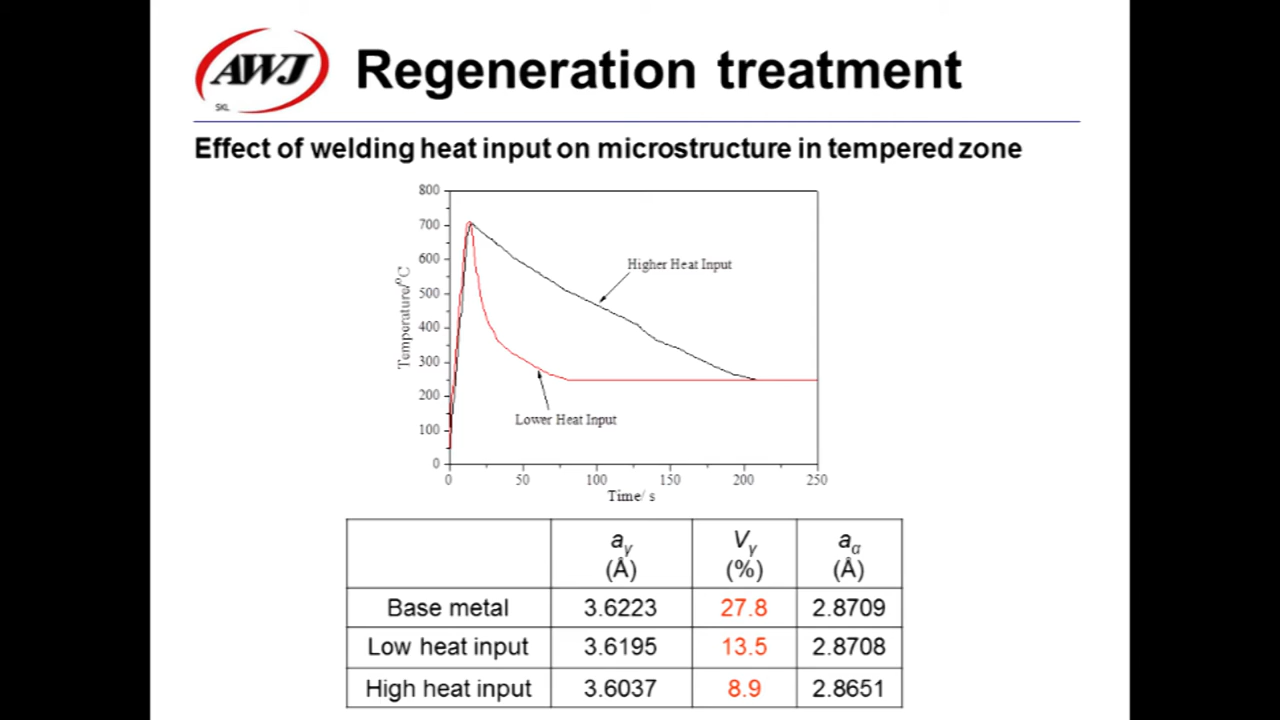 AWJ
SKL
Regeneration treatment
Effect of welding heat input on microstructure in tempered zone
800
700
600
500
400
300
200
100
0
Temperature/°C
Higher Heat Input
Lower Heat Input
0 50 100 150 200 250
Time/ s
aγ Vγ aα
(Å) (%) (Å)
Base metal 3.6223 27.8 2.8709
Low heat input 3.6195 13.5 2.8708
High heat input 3.6037 8.9 2.8651